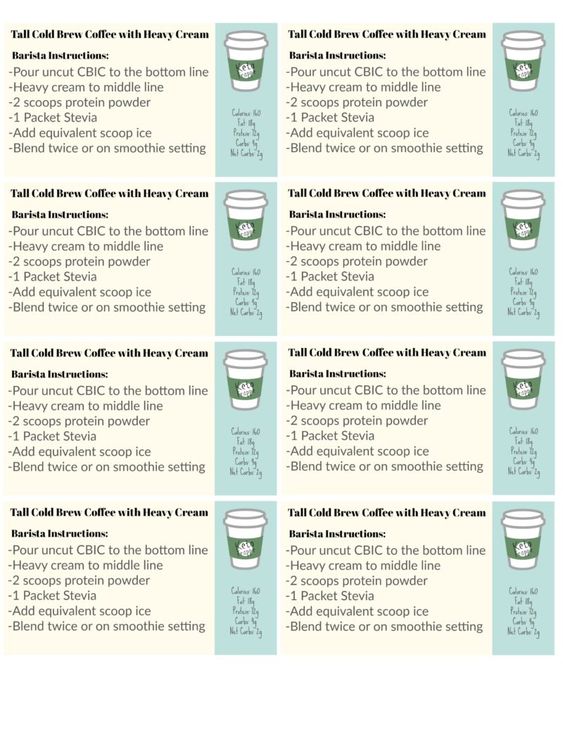 Tall Cold Brew Coffee with Heavy Cream
Barista Instructions:
-Pour uncut CBIC to the bottom line
-Heavy cream to middle line
-2 scoops protein powder
-1 Packet Stevia
-Add equivalent scoop ice
-Blend twice or on smoothie setting
Keto
Calories:
Fat: 18g
Protein: 12g
Carbs:
Net Carbs: 2g
Tall Cold Brew Coffee with Heavy Cream
Barista Instructions:
-Pour uncut CBIC to the bottom line
-Heavy cream to middle line
-2 scoops protein powder
-1 Packet Stevia
-Add equivalent scoop ice
-Blend twice or on smoothie setting
Keto
Calories:
Fat: 18g
Protein: 12g
Carbs:
Net Carbs: 2g
Tall Cold Brew Coffee with Heavy Cream
Barista Instructions:
-Pour uncut CBIC to the bottom line
-Heavy cream to middle line
-2 scoops protein powder
-1 Packet Stevia
-Add equivalent scoop ice
-Blend twice or on smoothie setting
Keto
Calories:
Fat: 18g
Protein: 12g
Carbs:
Net Carbs: 2g
Tall Cold Brew Coffee with Heavy Cream
Barista Instructions:
-Pour uncut CBIC to the bottom line
-Heavy cream to middle line
-2 scoops protein powder
-1 Packet Stevia
-Add equivalent scoop ice
-Blend twice or on smoothie setting
Keto
Calories:
Fat: 18g
Protein: 12g
Carbs:
Net Carbs: 2g
Tall Cold Brew Coffee with Heavy Cream
Barista Instructions:
-Pour uncut CBIC to the bottom line
-Heavy cream to middle line
-2 scoops protein powder
-1 Packet Stevia
-Add equivalent scoop ice
-Blend twice or on smoothie setting
Keto
Calories:
Fat: 18g
Protein: 12g
Carbs:
Net Carbs: 2g
Tall Cold Brew Coffee with Heavy Cream
Barista Instructions:
-Pour uncut CBIC to the bottom line
-Heavy cream to middle line
-2 scoops protein powder
-1 Packet Stevia
-Add equivalent scoop ice
-Blend twice or on smoothie setting
Keto
Calories:
Fat: 18g
Protein: 12g
Carbs:
Net Carbs: 2g
Tall Cold Brew Coffee with Heavy Cream
Barista Instructions:
-Pour uncut CBIC to the bottom line
-Heavy cream to middle line
-2 scoops protein powder
-1 Packet Stevia
-Add equivalent scoop ice
-Blend twice or on smoothie setting
Keto
Calories:
Fat: 18g
Protein: 12g
Carbs:
Net Carbs: 2g
Tall Cold Brew Coffee with Heavy Cream
Barista Instructions:
-Pour uncut CBIC to the bottom line
-Heavy cream to middle line
-2 scoops protein powder
-1 Packet Stevia
-Add equivalent scoop ice
-Blend twice or on smoothie setting
Keto
Calories:
Fat: 18g
Protein: 12g
Carbs:
Net Carbs: 2g